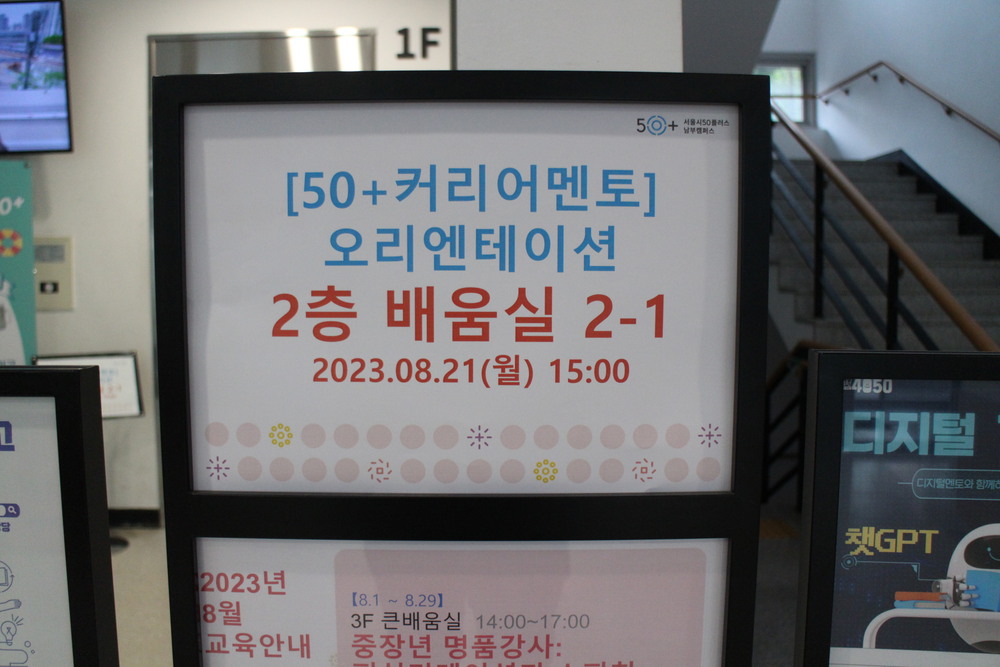 1F
50+ 서울시50플러스
남부캠퍼스
[50+커리어멘토]
오리엔테이션
2층 배움실 2-1
2023.08.21(월) 15:00
2023년
8월
교육안내
[8.1 ~ 8.29]
3F 큰배움실 14:00~17:00
중장년 명품강사:
4050
디지털
디지털멘토와 함께하
챗GPT